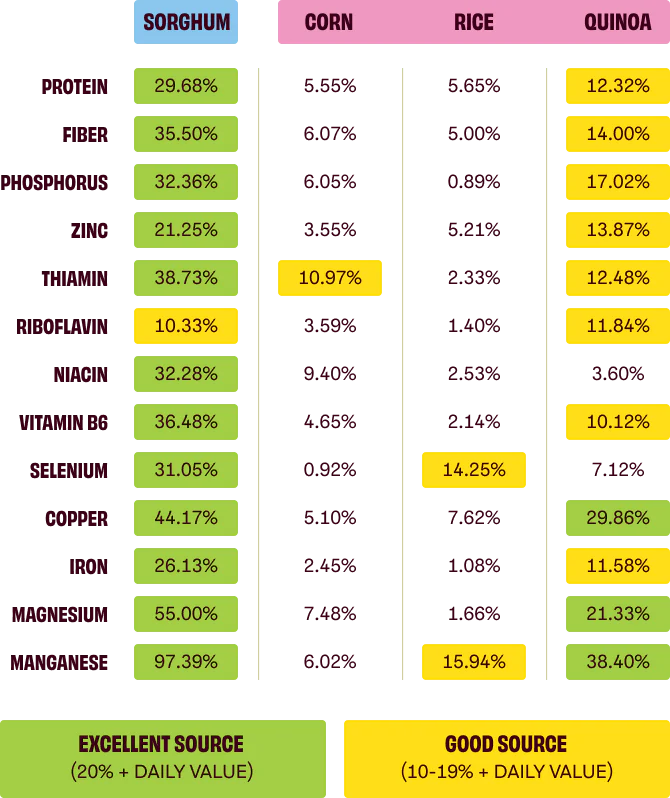 SORGHUM CORN RICE QUINOA
PROTEIN 29.68% 5.55% 5.65% 12.32%
FIBER 35.50% 6.07% 5.00% 14.00%
PHOSPHORUS 32.36% 6.05% 0.89% 17.02%
ZINC 21.25% 3.55% 5.21% 13.87%
THIAMIN 38.73% 10.97% 2.33% 12.48%
RIBOFLAVIN 10.33% 3.59% 1.40% 11.84%
NIACIN 32.28% 9.40% 2.53% 3.60%
VITAMIN B6 36.48% 4.65% 2.14% 10.12%
SELENIUM 31.05% 0.92% 14.25% 7.12%
COPPER 44.17% 5.10% 7.62% 29.86%
IRON 26.13% 2.45% 1.08% 11.58%
MAGNESIUM 55.00% 7.48% 1.66% 21.33%
MANGANESE 97.39% 6.02% 15.94% 38.40%
EXCELLENT SOURCE
(20% + DAILY VALUE)
GOOD SOURCE
(10-19% + DAILY VALUE)